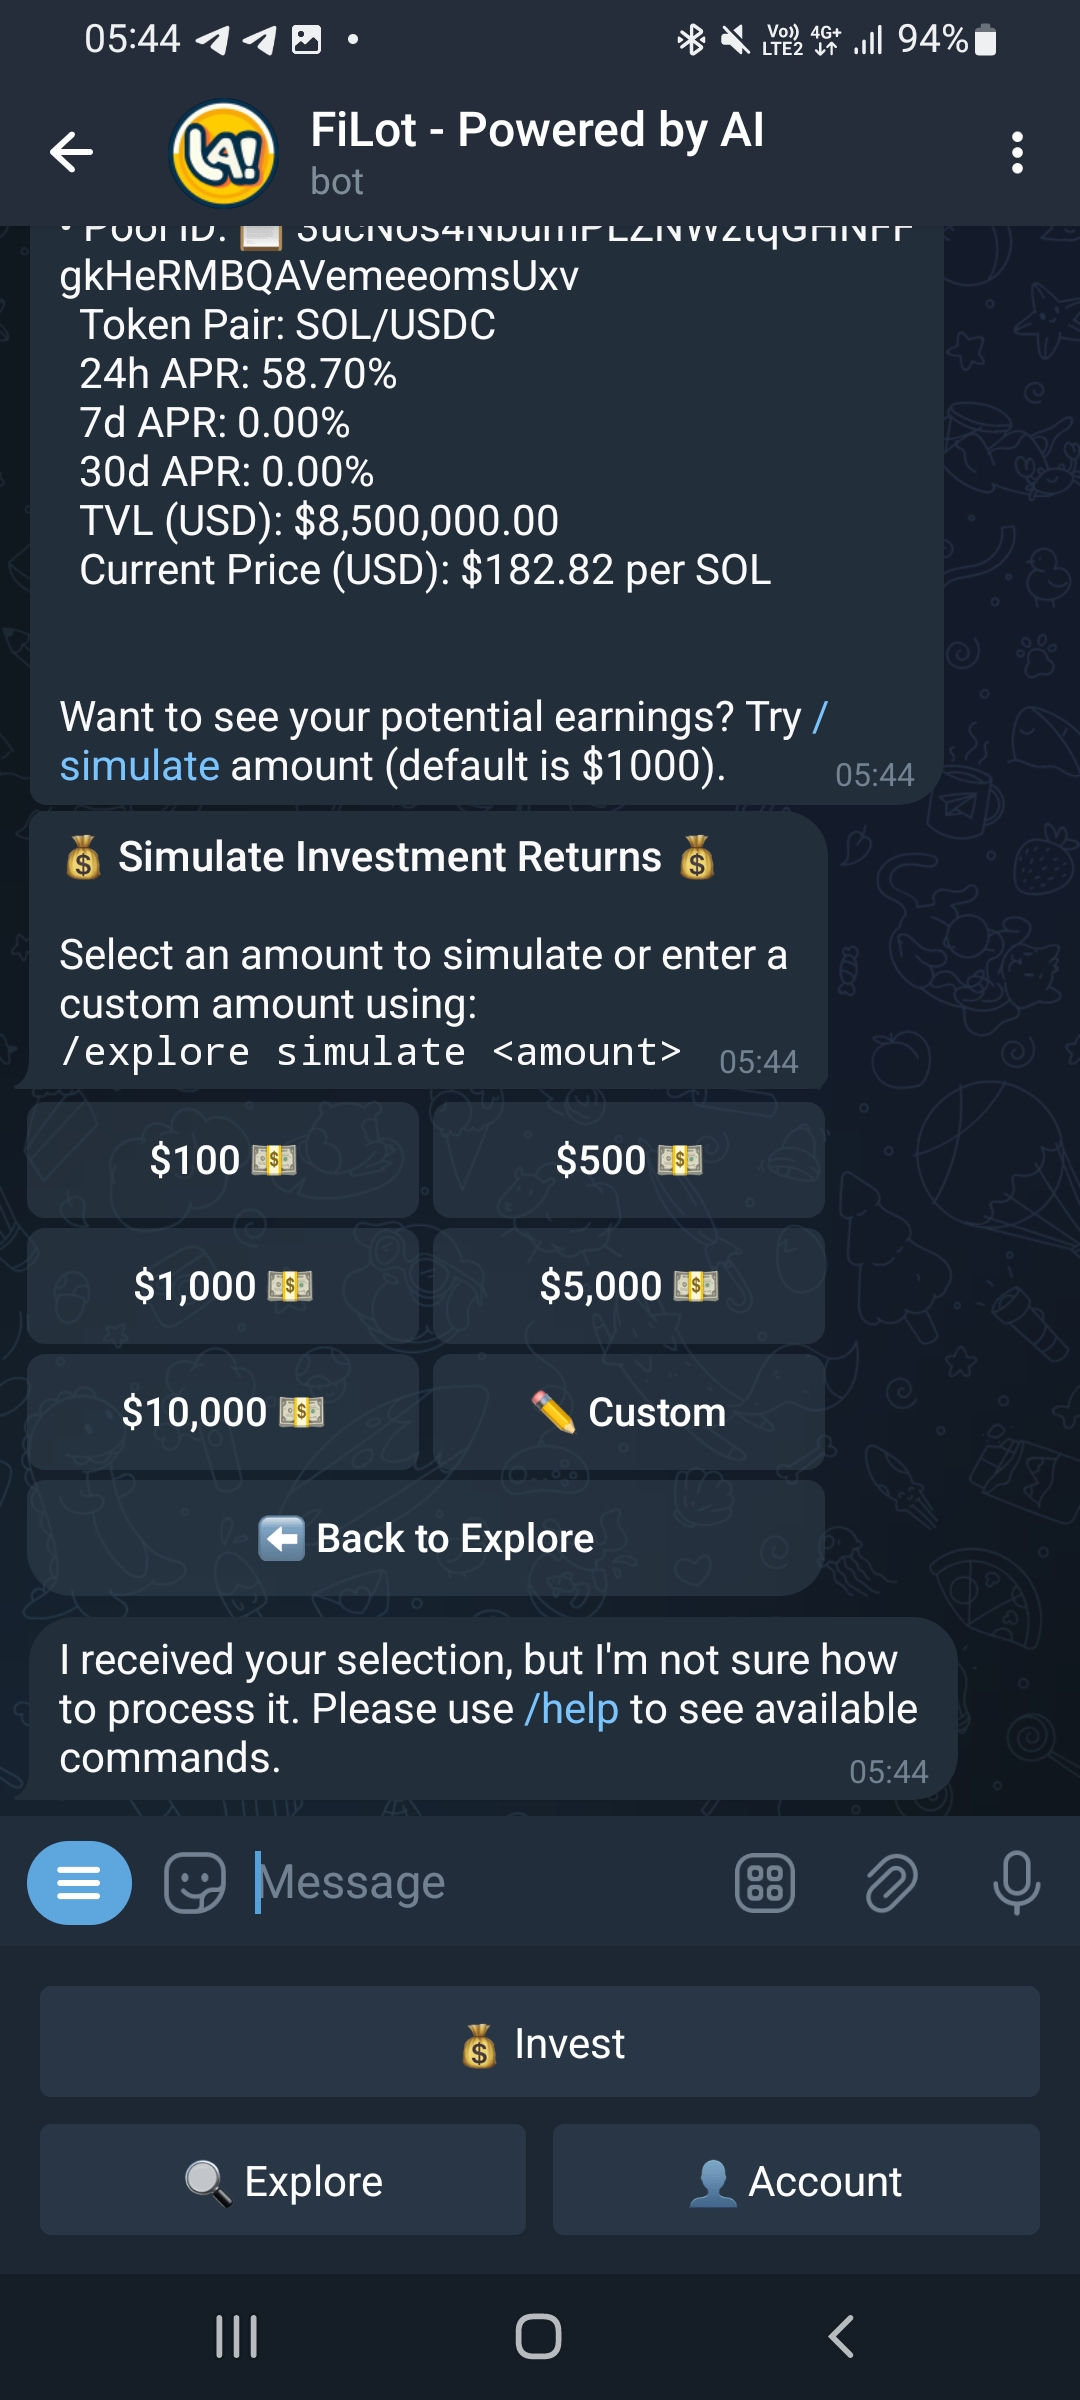 05:44
Vo)) LTE2 4G+ 94%
FiLot - Powered by AI
bot
• Pool ID:
gkHeRMBQAVemeeomsUxv
Token Pair: SOL/USDC
24h APR: 58.70%
7d APR: 0.00%
30d APR: 0.00%
TVL (USD): $8,500,000.00
Current Price (USD): $182.82 per SOL
Want to see your potential earnings? Try /
simulate amount (default is $1000).
05:44
💰 Simulate Investment Returns 💰
Select an amount to simulate or enter a
custom amount using:
/explore simulate <amount>
05:44
$100 💵
$500 💵
$1,000 💵
$5,000 💵
$10,000 💵
✏️ Custom
⬅️ Back to Explore
I received your selection, but I'm not sure how
to process it. Please use /help to see available
commands.
05:44
Message
💰 Invest
🔍 Explore
👤 Account